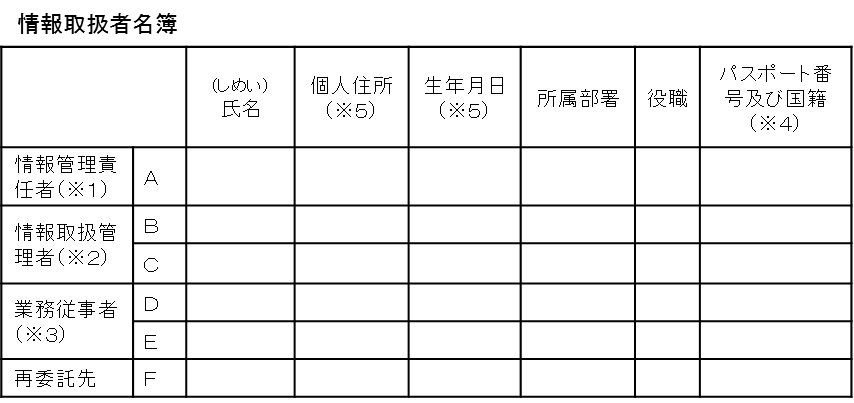 情報取扱者名簿
(しめい)
氏名
個人住所
(※5)
生年月日
(※5)
所属部署
役職
パスポート番
号及び国籍
(※4)
情報管理責
任者(※1)
A
情報取扱管
理者(※2)
B
C
業務従事者
(※3)
D
E
再委託先
F